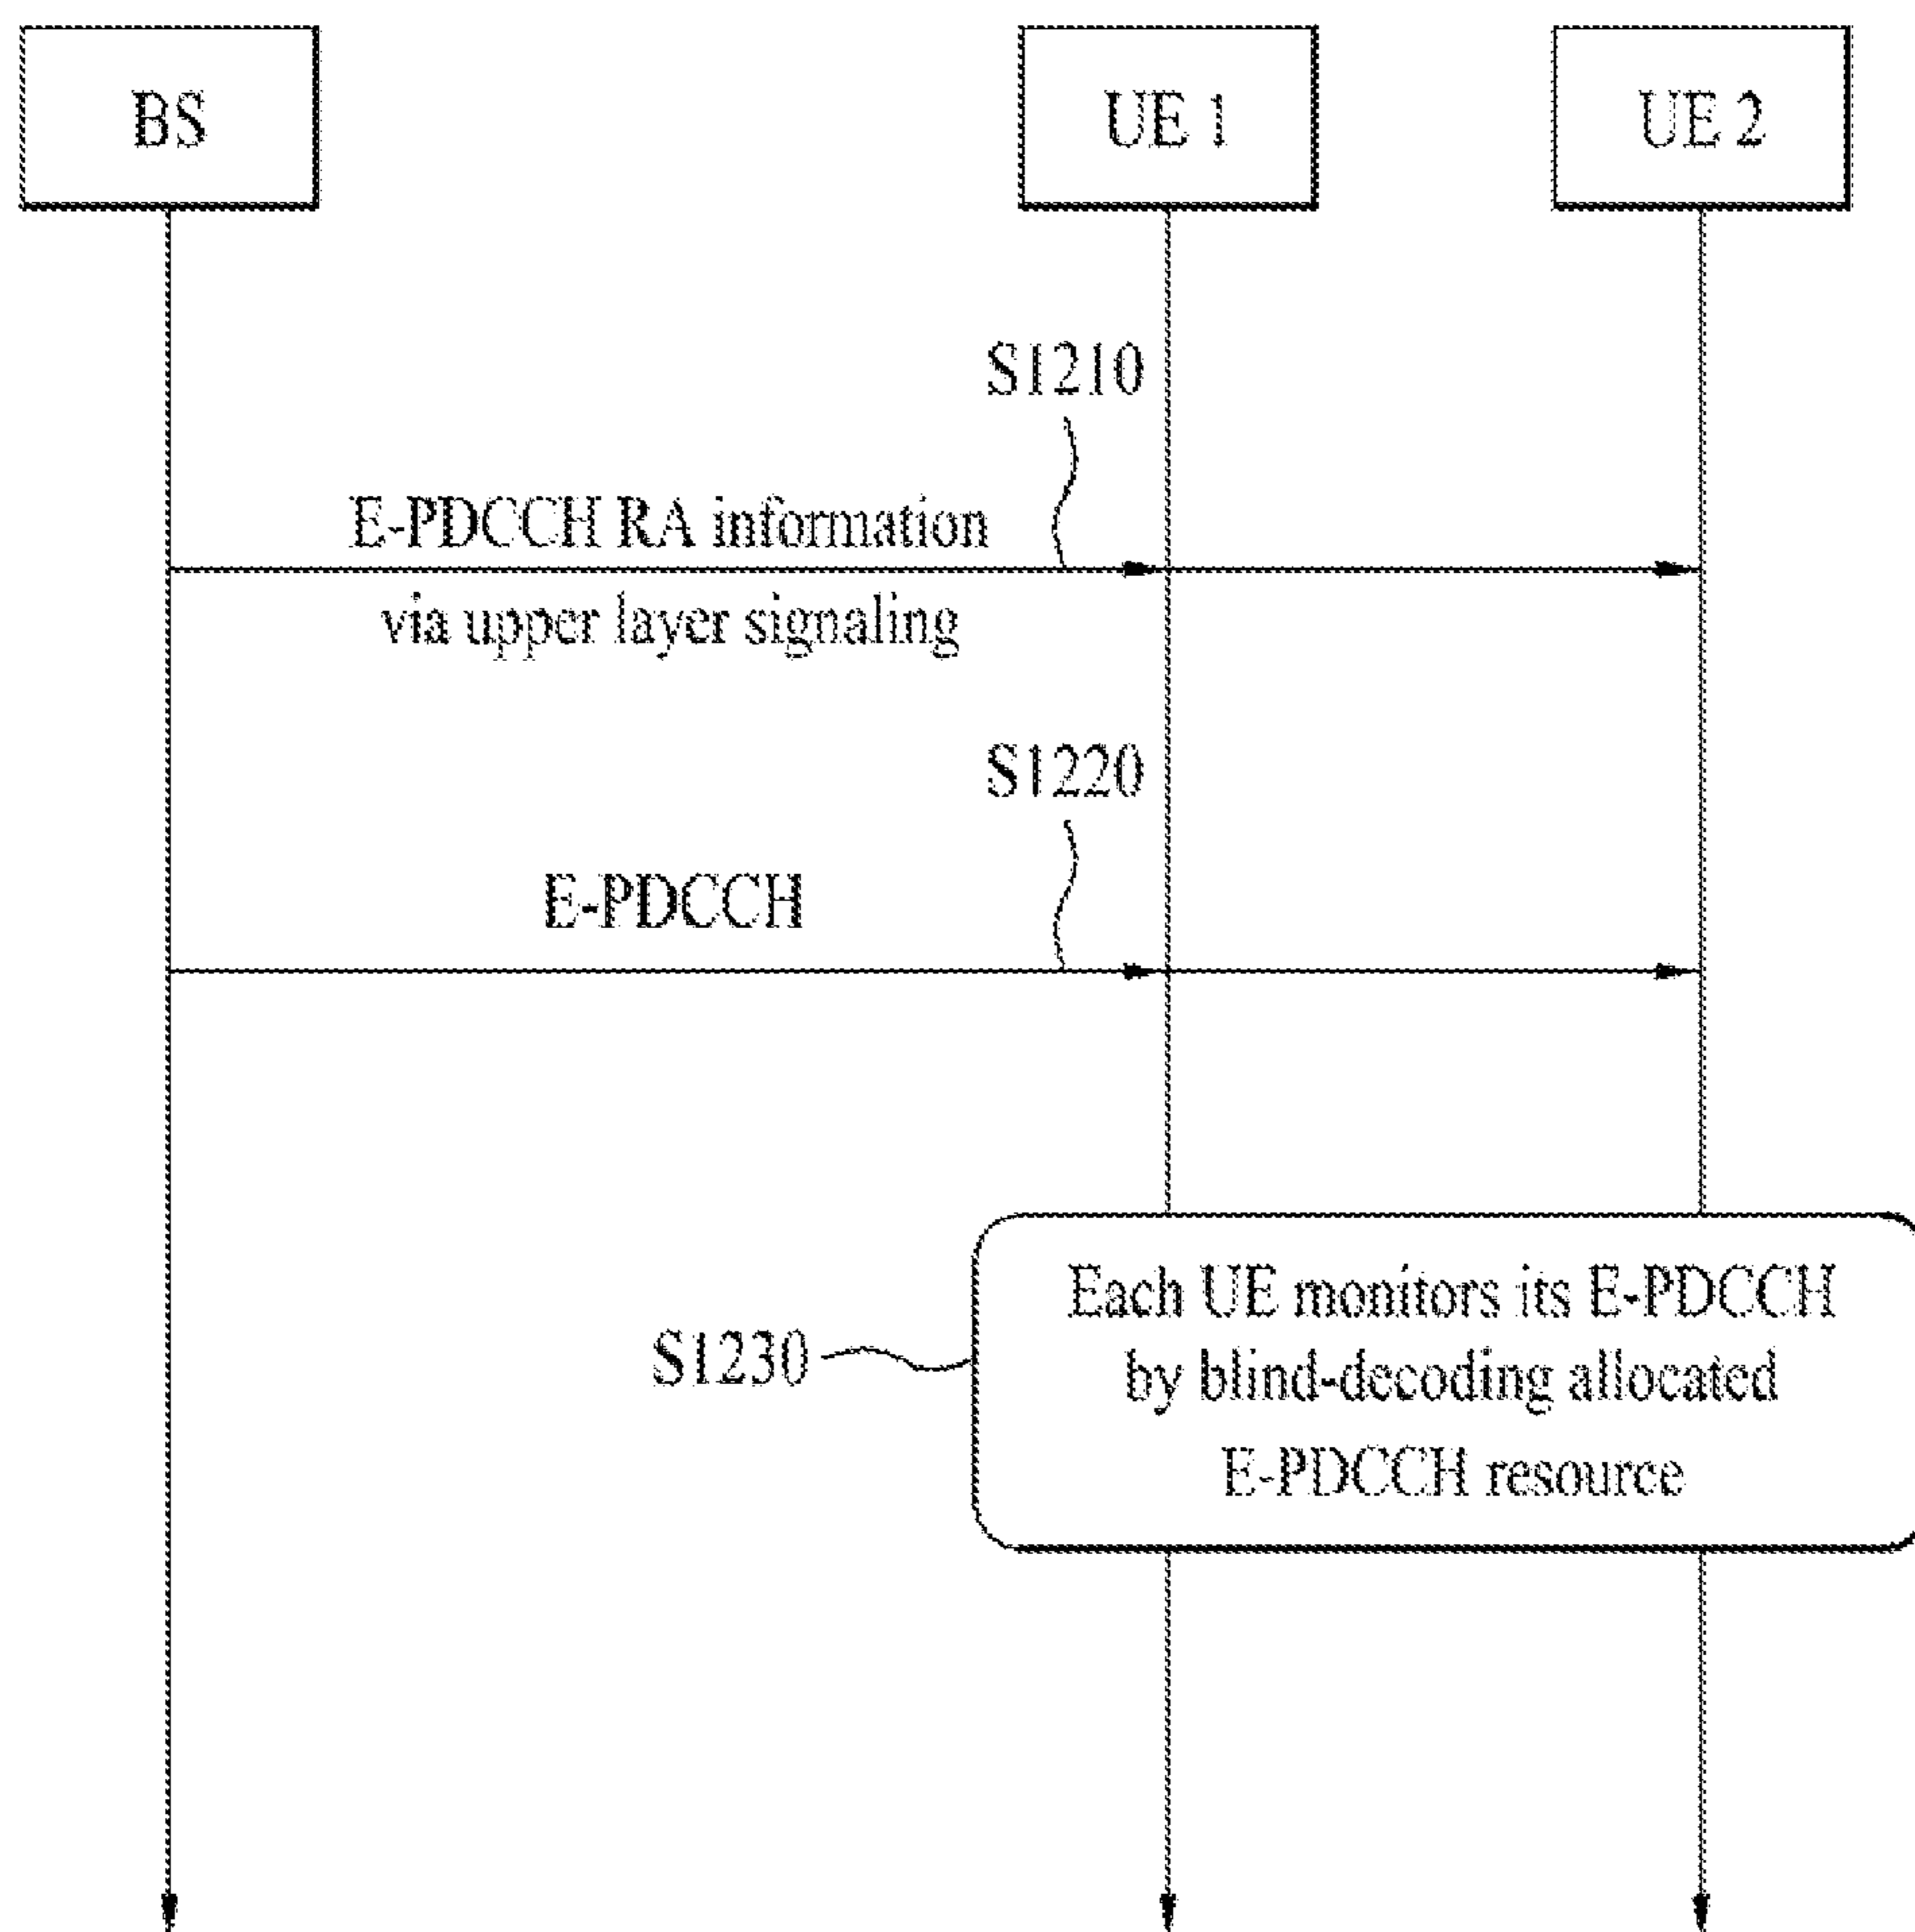 BS
UE 1
UE 2
S1210
E-PDCCH RA information
via upper layer signaling
S1220
E-PDCCH
Each UE monitors its E-PDCCH
by blind-decoding allocated
E-PDCCH resource
S1230